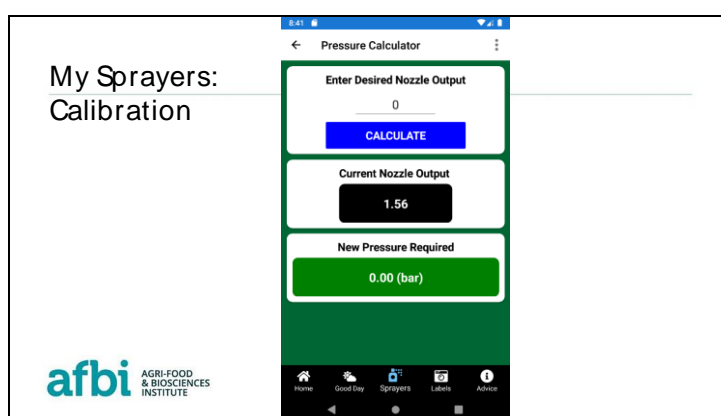 My Sprayers:
Calibration
8:41
Pressure Calculator
Enter Desired Nozzle Output
0
CALCULATE
Current Nozzle Output
1.56
New Pressure Required
0.00 (bar)
Home Good Day Sprayers Labels Advice
afbi
AGRI-FOOD
& BIOSCIENCES
INSTITUTE